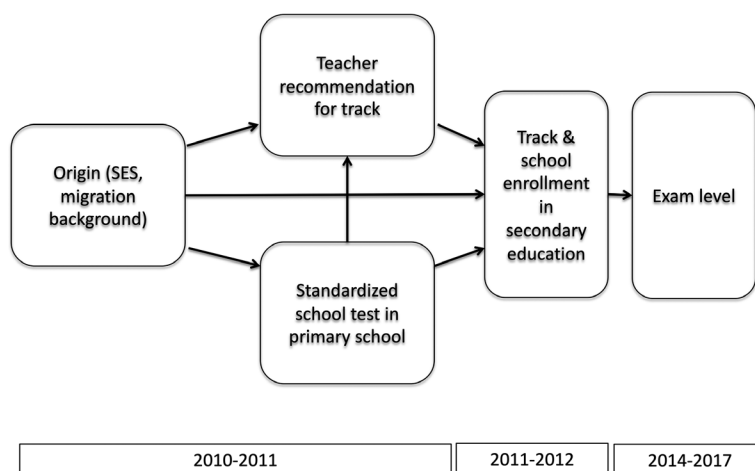 Teacher
recommendation
for track
Origin (SES,
migration
background)
Track &
school
enrollment
in
secondary
education
Exam level
Standardized
school test in
primary school
2010-2011
2011-2012
2014-2017